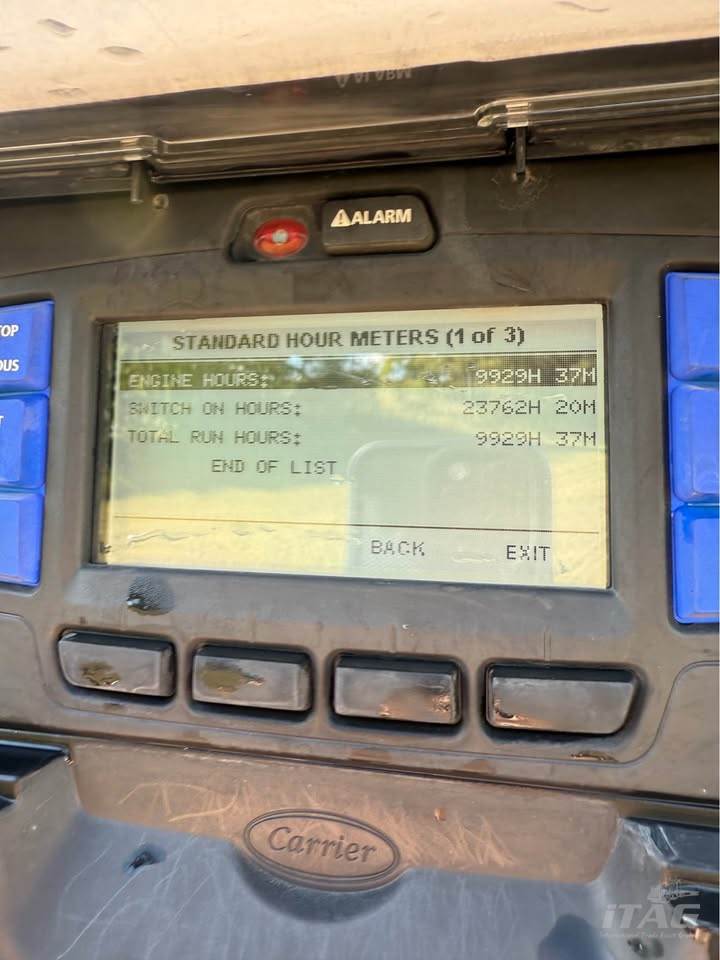 ⚠ALARM
STANDARD HOUR METERS (1 of 3)
ENGINE HOURS: 9929H 37M
SWITCH ON HOURS: 23762H 20M
TOTAL RUN HOURS: 9929H 37M
END OF LIST
BACK EXIT
Carrier
iTAG